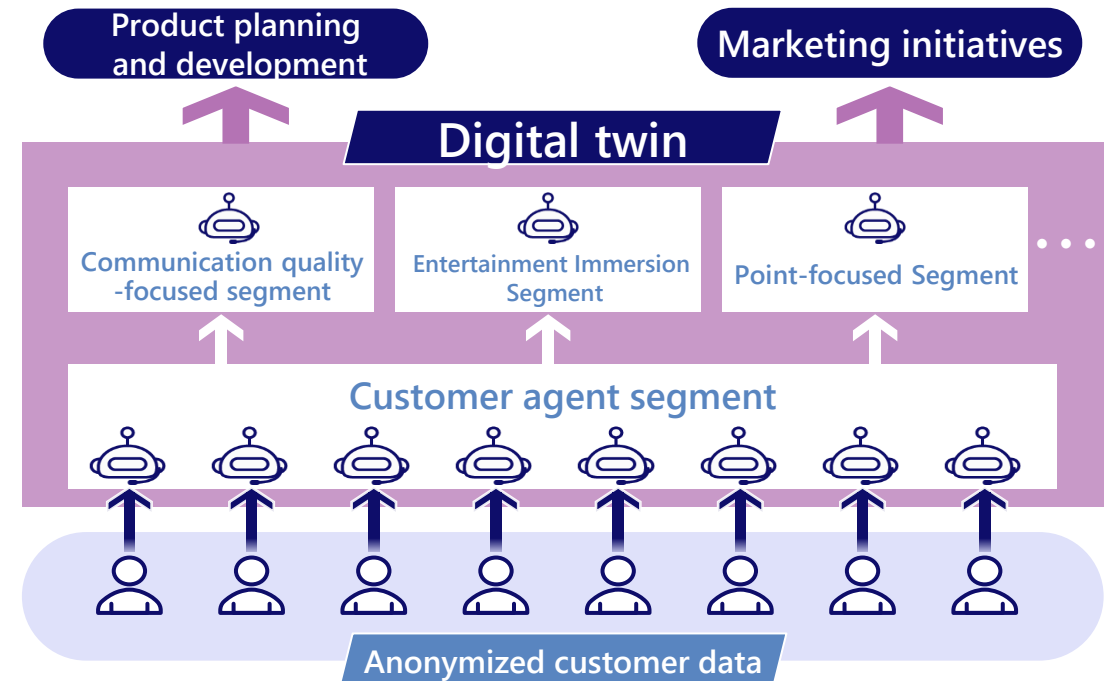 Product planning
and development
Marketing initiatives
Digital twin
Communication quality
-focused segment
Entertainment Immersion
Segment
Point-focused Segment
...
Customer agent segment
Anonymized customer data